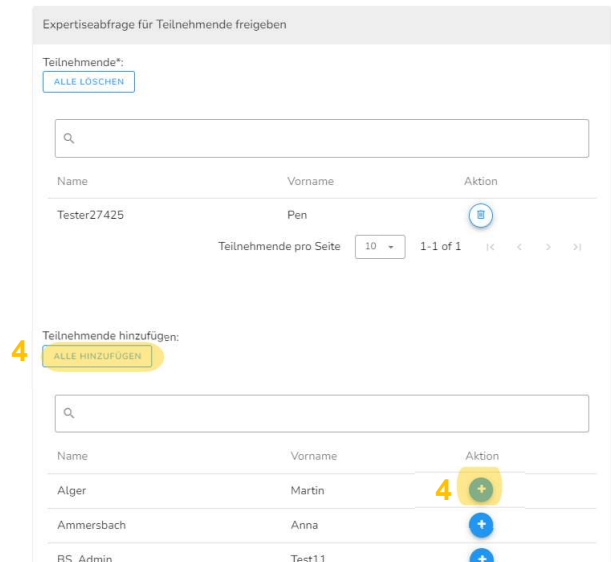 Expertiseabfrage für Teilnehmende freigeben
Teilnehmende*:
ALLE LÖSCHEN
Name Vorname Aktion
Tester27425 Pen
Teilnehmende pro Seite 10 1-1 of 1
Teilnehmende hinzufügen:
4 ALLE HINZUFÜGEN
Name Vorname Aktion
Alger Martin 4 +
Ammersbach Anna +
BS_Admin Test11 +